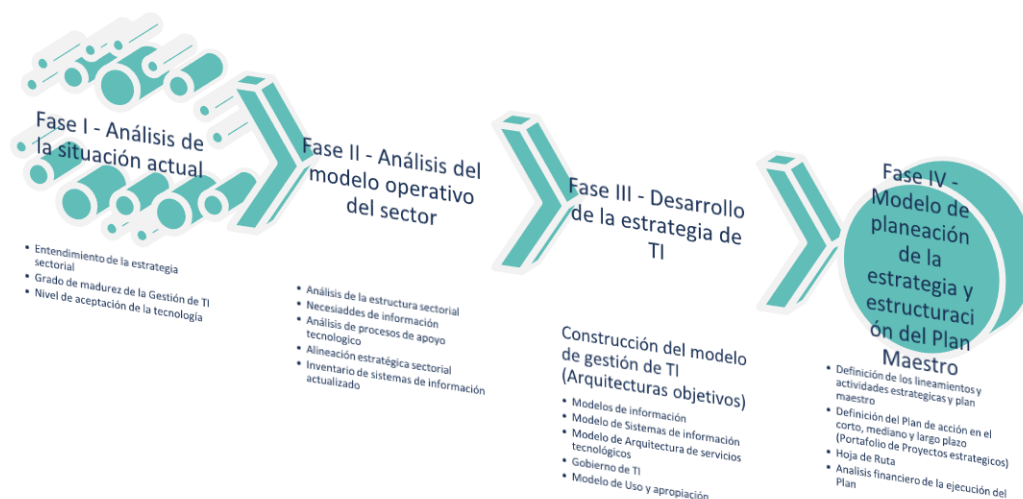 Fase I - Análisis de
la situación actual
• Entendimiento de la estrategia
sectorial
• Grado de madurez de la Gestión de TI
• Nivel de aceptación de la tecnología
Fase II - Análisis del
modelo operativo
del sector
• Análisis de la estructura sectorial
• Necesiaddes de información
• Análisis de procesos de apoyo
tecnologico
• Alineación estratégica sectorial
• Inventario de sistemas de información
actualizado
Fase III - Desarrollo
de la estrategia de
TI
Construcción del modelo
de gestión de TI
(Arquitecturas objetivos)
• Modelos de información
• Modelo de Sistemas de información
• Modelo de Arquitectura de servicios
tecnológicos
• Gobierno de TI
• Modelo de Uso y apropiación
Fase IV -
Modelo de
planeación
de la
estrategia y
estructuraci
ón del Plan
Maestro
• Definición de los lineamientos y
actividades estrategicas y plan
maestro
• Definición del Plan de acción en el
corto, mediano y largo plazo
(Portafolio de Proyectos estrategicos)
• Hoja de Ruta
• Analisis financiero de la ejecución del
Plan